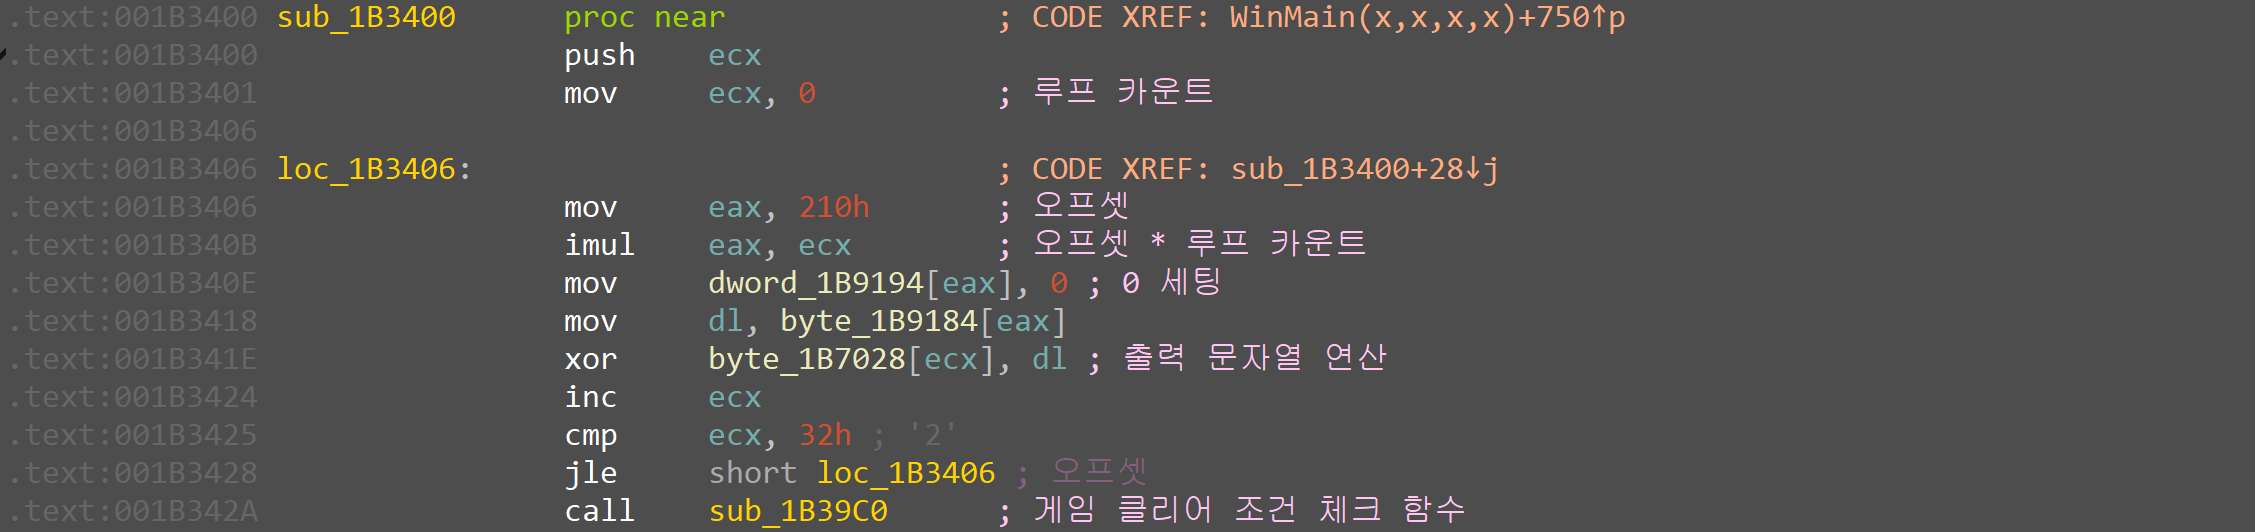 .text:001B3400 sub_1B3400 proc near ; CODE XREF: WinMain(x,x,x,x)+750↑p
.text:001B3400 push ecx
.text:001B3401 mov ecx, 0 ; 루프 카운트
.text:001B3406
.text:001B3406 loc_1B3406: ; CODE XREF: sub_1B3400+28↓j
.text:001B3406 mov eax, 210h ; 오프셋
.text:001B340B imul eax, ecx ; 오프셋 * 루프 카운트
.text:001B340E mov dword_1B9194[eax], 0 ; 0 세팅
.text:001B3418 mov dl, byte_1B9184[eax]
.text:001B341E xor byte_1B7028[ecx], dl ; 출력 문자열 연산
.text:001B3424 inc ecx
.text:001B3425 cmp ecx, 32h ; '2'
.text:001B3428 jle short loc_1B3406 ; 오프셋
.text:001B342A call sub_1B39C0 ; 게임 클리어 조건 체크 함수